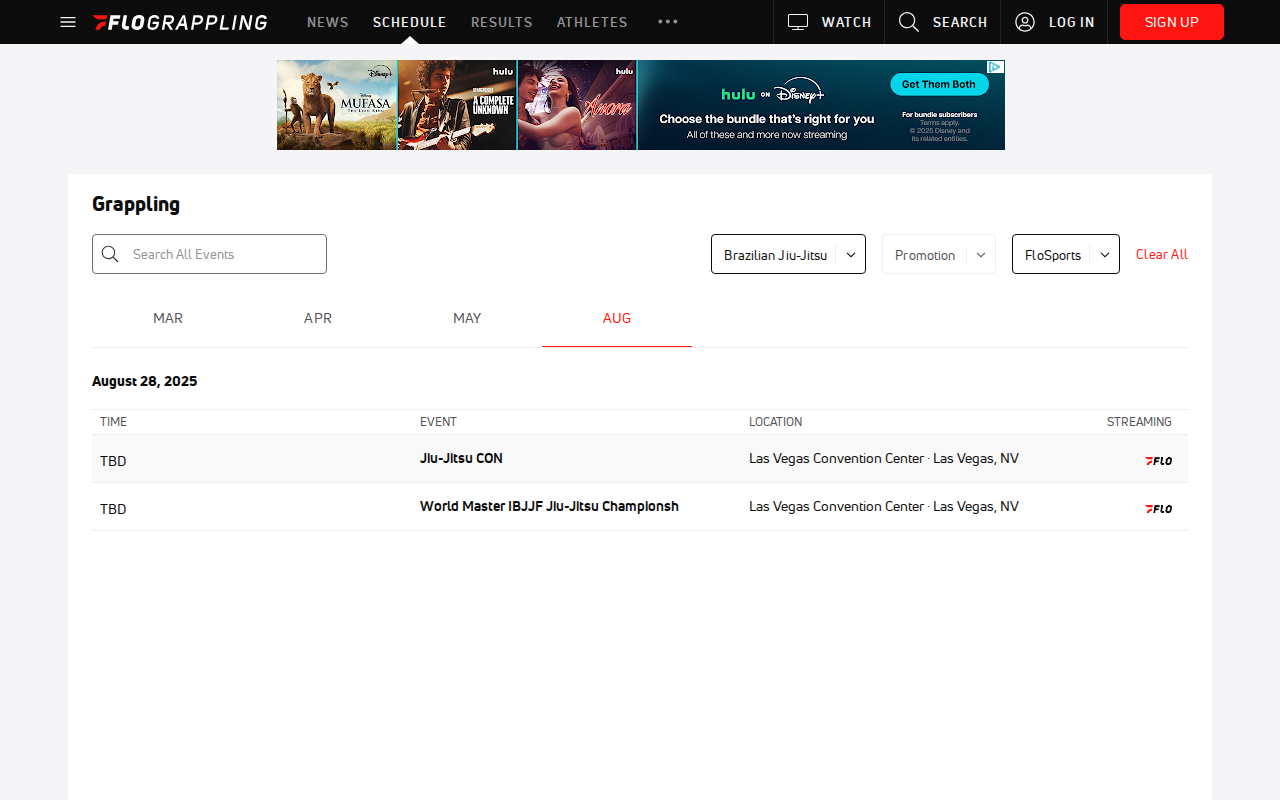 FLOGRAPPLING
NEWS
SCHEDULE
RESULTS
ATHLETES
WATCH
SEARCH
LOG IN
SIGN UP
Disney+
Disney
MUFASA
THE LION KING
hulu
SEARCHLIGHT
A COMPLETE
UNKNOWN
hulu
Anora
hulu ON Disney+
Choose the bundle that's right for you
All of these and more now streaming
Get Them Both
For bundle subscribers
Terms apply.
© 2025 Disney and
its related entities.
Grappling
Search All Events
Brazilian Jiu-Jitsu
Promotion
FloSports
Clear All
MAR
APR
MAY
AUG
August 28, 2025
TIME EVENT LOCATION STREAMING
TBD Jiu-Jitsu CON Las Vegas Convention Center · Las Vegas, NV FLO
TBD World Master IBJJF Jiu-Jitsu Championsh Las Vegas Convention Center · Las Vegas, NV FLO